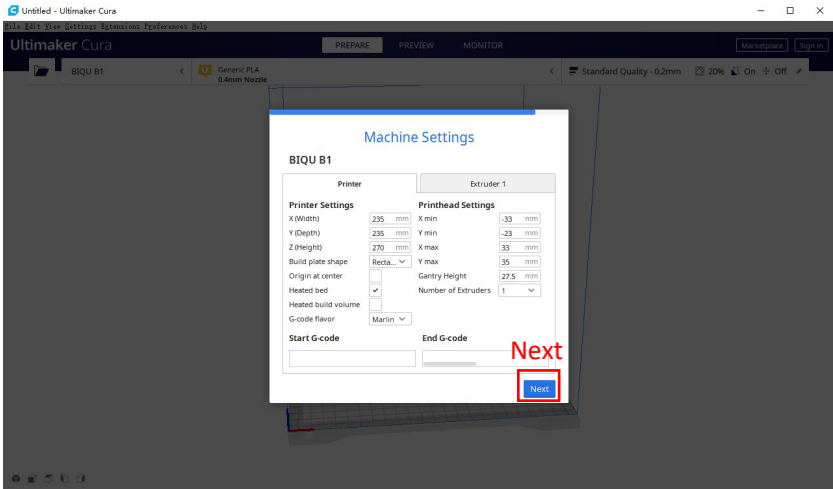 Untitled - Ultimaker Cura
File Edit View Settings Extensions Preferences Help
Ultimaker Cura
PREPARE
PREVIEW
MONITOR
Marketplace
Sign in
BIQU B1
Generic PLA
0.4mm Nozzle
Standard Quality - 0.2mm
20%
On
Off
Machine Settings
BIQU B1
Printer
Extruder 1
Printer Settings
X (Width) 235 mm
Y (Depth) 235 mm
Z (Height) 270 mm
Build plate shape Recta...
Origin at center
Heated bed
Heated build volume
G-code flavor Marlin
Printhead Settings
X min -33 mm
Y min -23 mm
X max 33 mm
Y max 35 mm
Gantry Height 27.5 mm
Number of Extruders 1
Start G-code
End G-code
Next
Next